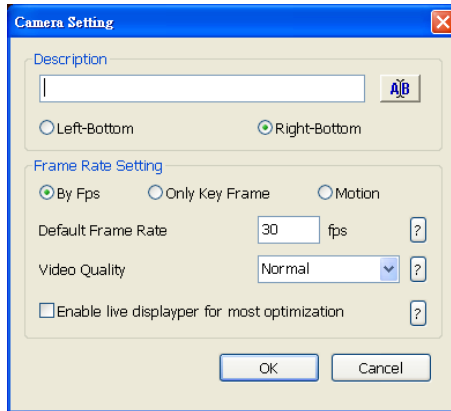 Camera Setting
Description
AB
Left-Bottom Right-Bottom
Frame Rate Setting
By Fps Only Key Frame Motion
Default Frame Rate 30 fps ?
Video Quality Normal ?
Enable live displayper for most optimization ?
OK Cancel